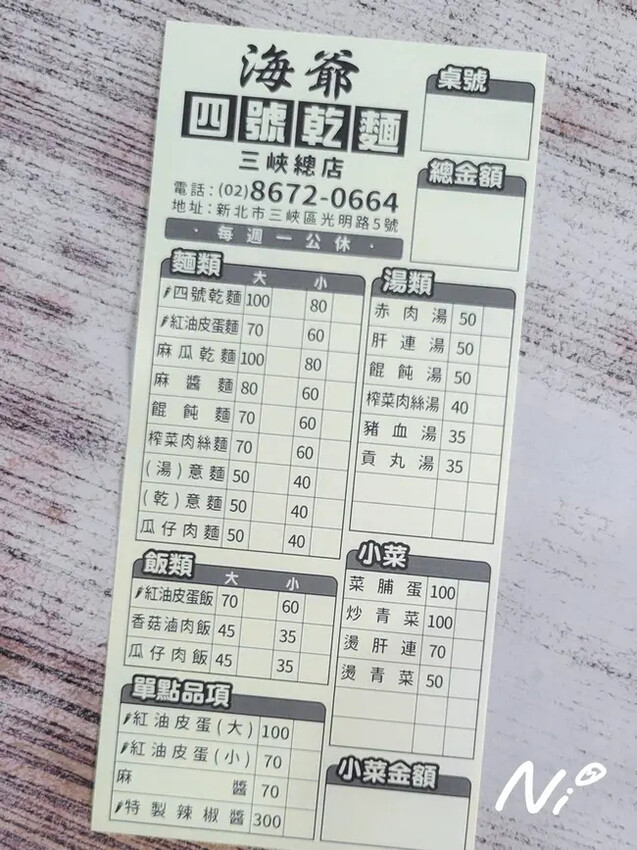 海爺
四號乾麵
三峽總店
電話：(02)8672-0664
地址：新北市三峽區光明路5號
·每週一公休·
桌號
總金額
麵類 大 小
四號乾麵 100 80
紅油皮蛋麵 70 60
麻瓜乾麵 100 80
麻醬麵 80 60
餛飩麵 70 60
榨菜肉絲麵 70 60
(湯)意麵 50 40
(乾)意麵 50 40
瓜仔肉麵 50 40
飯類 大 小
紅油皮蛋飯 70 60
香菇滷肉飯 45 35
瓜仔肉飯 45 35
單點品項
紅油皮蛋(大) 100
紅油皮蛋(小) 70
麻醬 70
特製辣椒醬 300
湯類
赤肉湯 50
肝連湯 50
餛飩湯 50
榨菜肉絲湯 40
豬血湯 35
貢丸湯 35
小菜
菜脯蛋 100
炒青菜 100
燙肝連 70
燙青菜 50
小菜金額
Ni